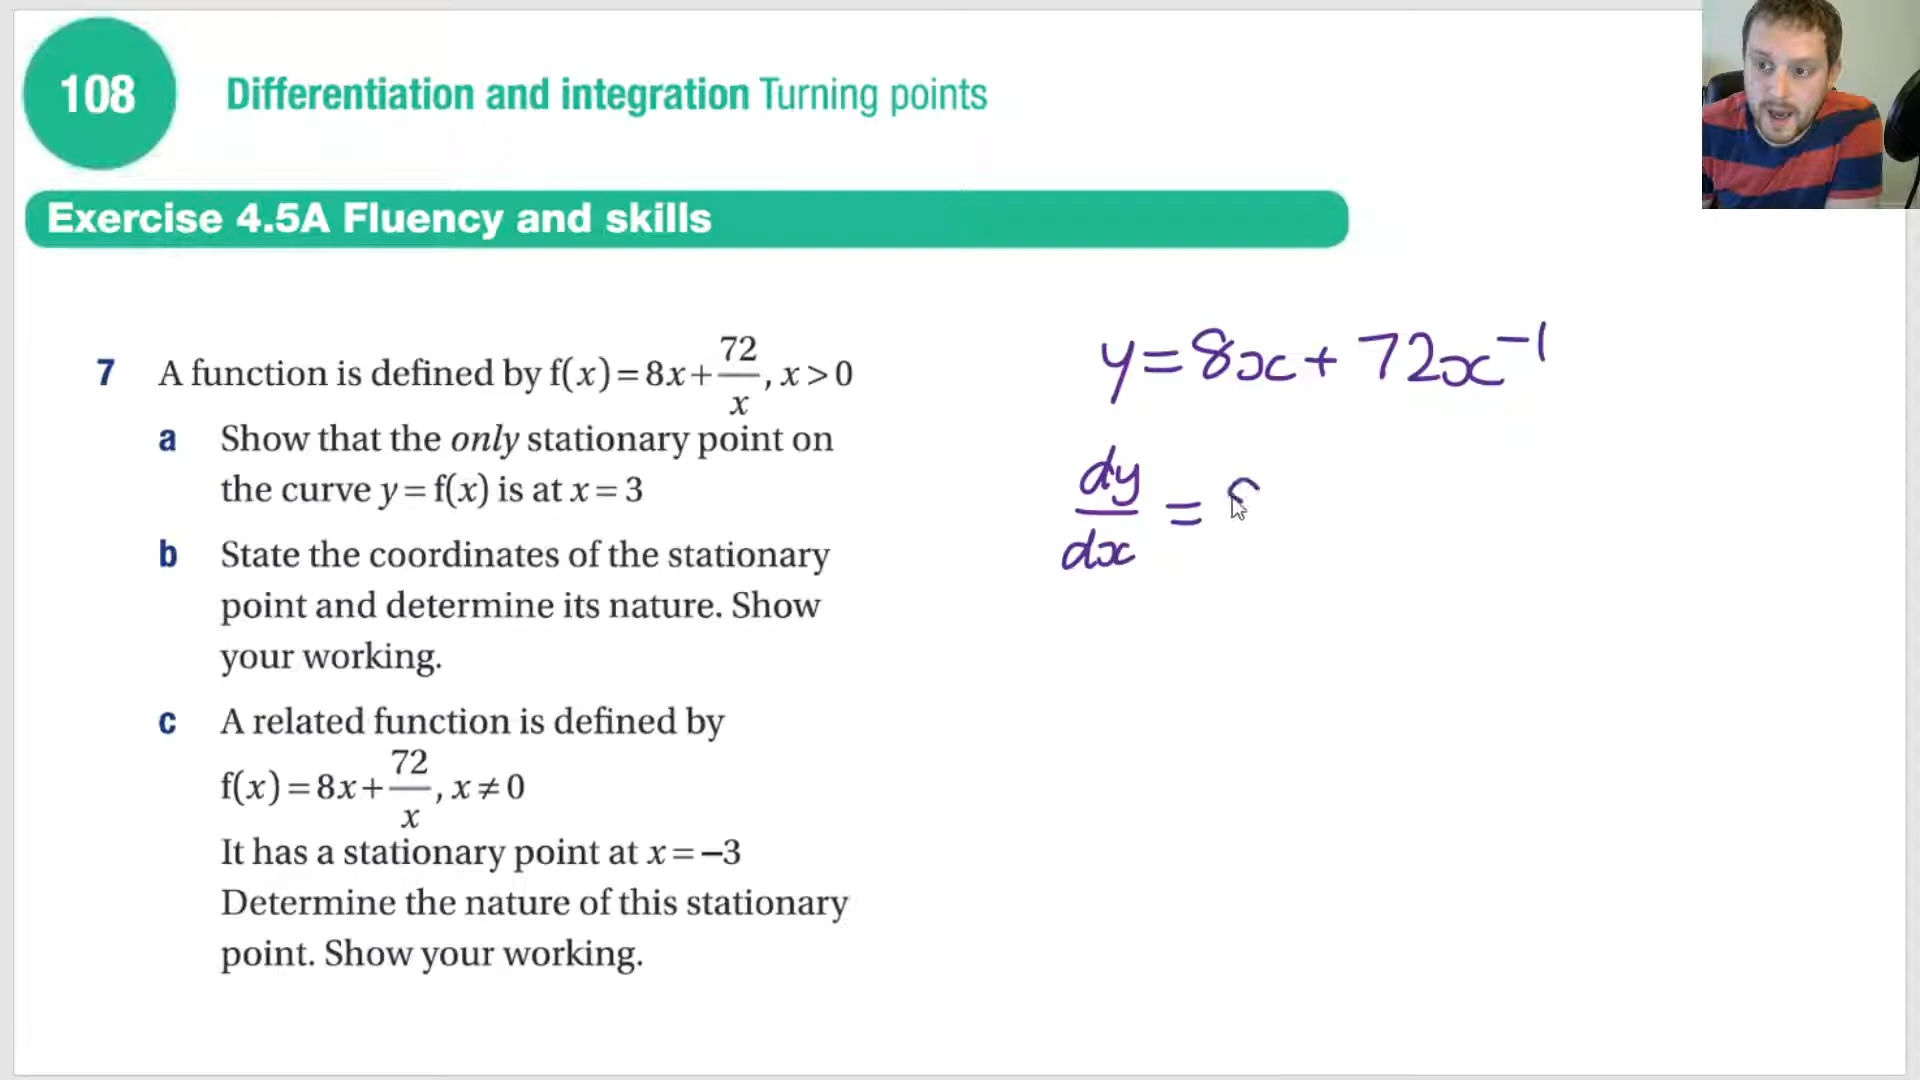 108
Differentiation and integration Turning points
Exercise 4.5A Fluency and skills
7 A function is defined by f(x) = 8x + 72/x, x > 0
a Show that the only stationary point on
the curve y = f(x) is at x = 3
b State the coordinates of the stationary
point and determine its nature. Show
your working.
c A related function is defined by
f(x) = 8x + 72/x, x ≠ 0
It has a stationary point at x = –3
Determine the nature of this stationary
point. Show your working.
y = 8x + 72x⁻¹
dy/dx =